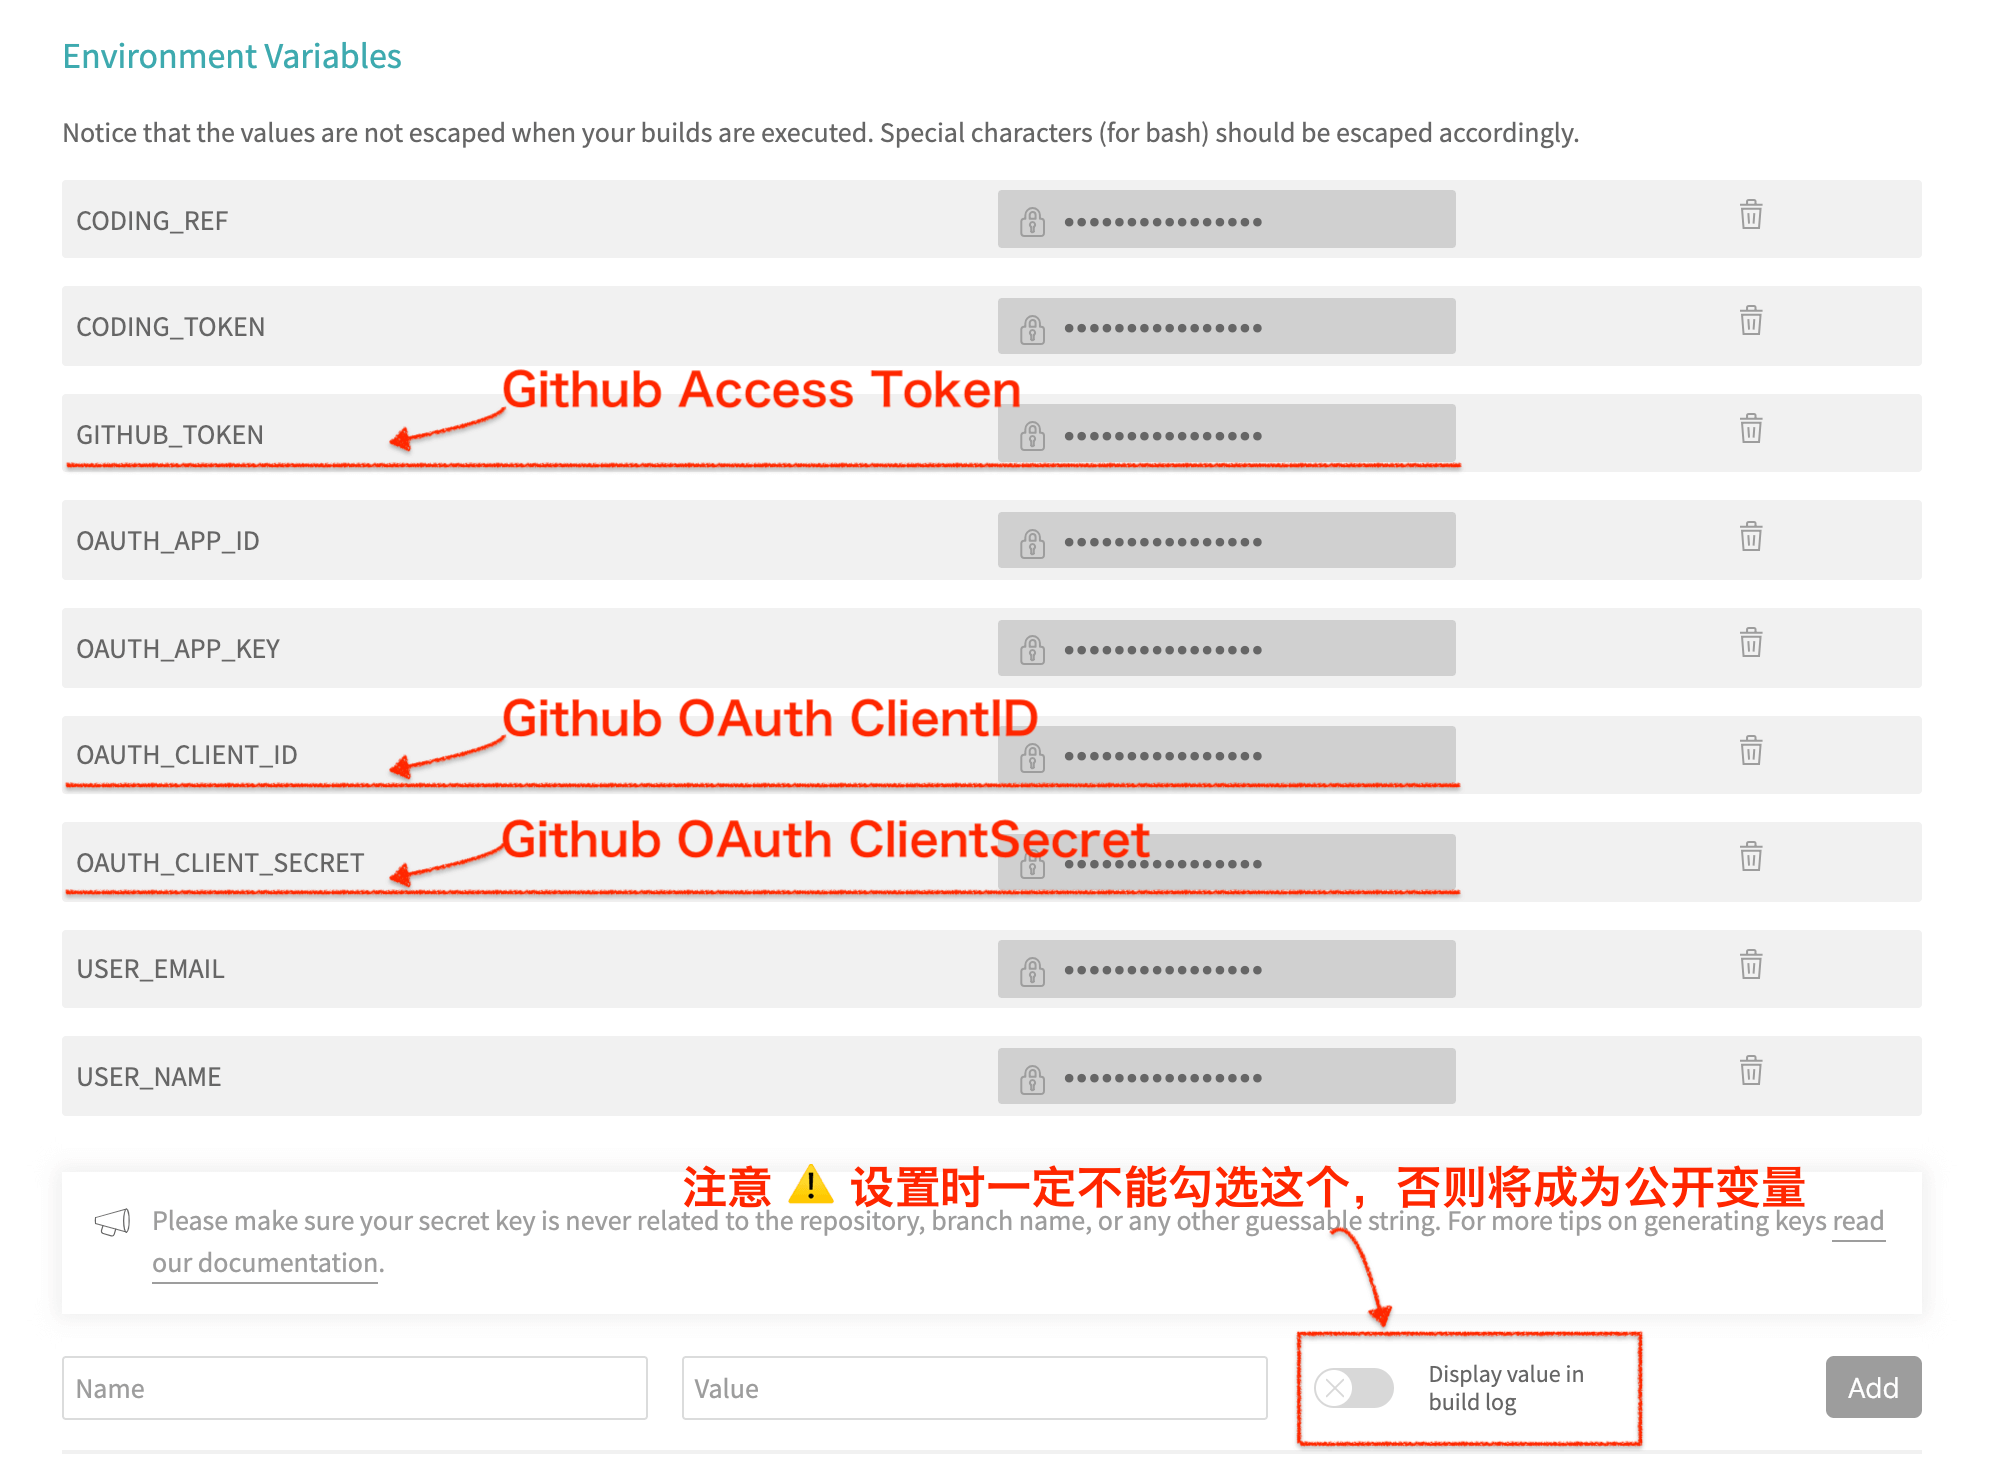 Environment Variables
Notice that the values are not escaped when your builds are executed. Special characters (for bash) should be escaped accordingly.
CODING_REF
••••••••••••••••
CODING_TOKEN
••••••••••••••••
Github Access Token
GITHUB_TOKEN
••••••••••••••••
OAUTH_APP_ID
••••••••••••••••
OAUTH_APP_KEY
••••••••••••••••
Github OAuth ClientID
OAUTH_CLIENT_ID
••••••••••••••••
Github OAuth ClientSecret
OAUTH_CLIENT_SECRET
••••••••••••••••
USER_EMAIL
••••••••••••••••
USER_NAME
••••••••••••••••
注意 ⚠️ 设置时一定不能勾选这个，否则将成为公开变量
Please make sure your secret key is never related to the repository, branch name, or any other guessable string. For more tips on generating keys read
our documentation.
Name
Value
Display value in
build log
Add